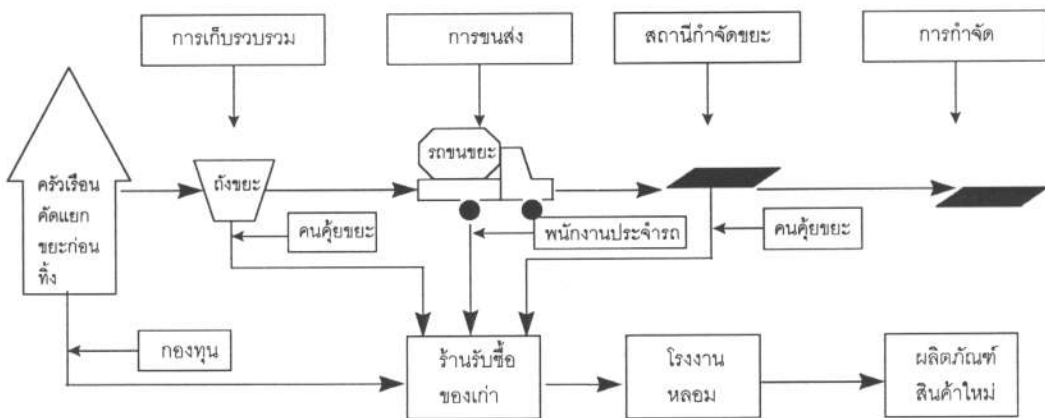 การเก็บรวบรวม
การขนส่ง
สถานีกำจัดขยะ
การกำจัด
ครัวเรือน
คัดแยก
ขยะก่อน
ทิ้ง
ถังขยะ
รถขนขยะ
คนคุ้ยขยะ
พนักงานประจำรถ
คนคุ้ยขยะ
กองทุน
ร้านรับซื้อ
ของเก่า
โรงงาน
หลอม
ผลิตภัณฑ์
สินค้าใหม่